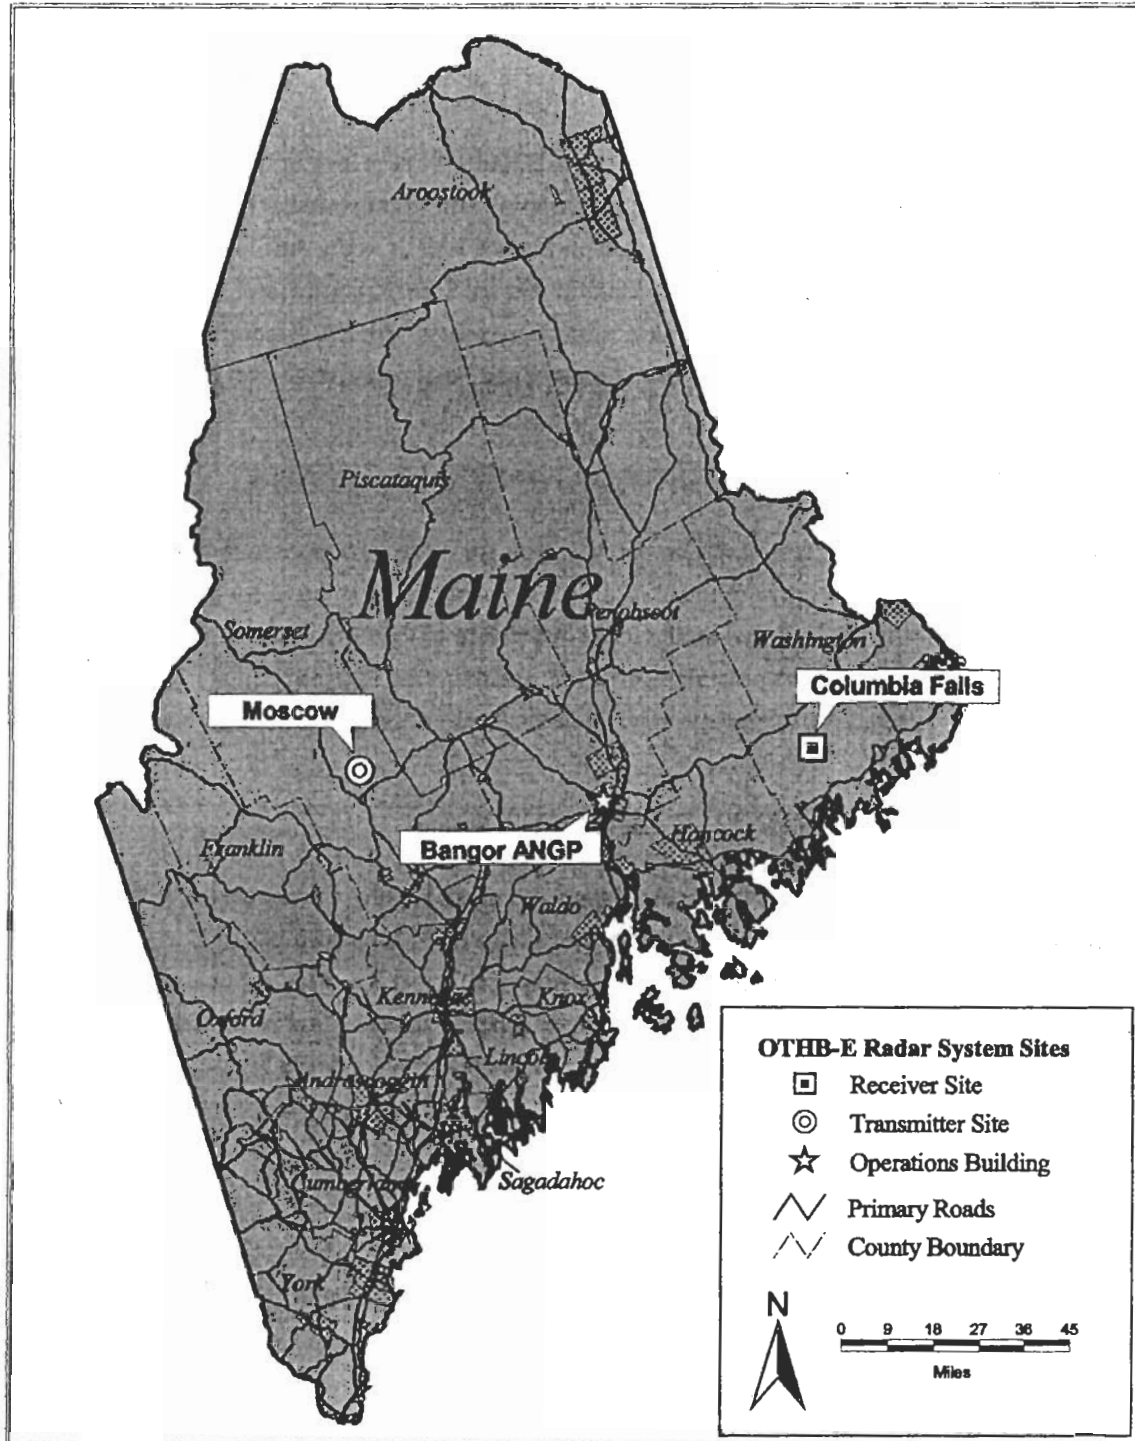 Aroostook
Piscataquis
Maine
Penobscot
Somerset
Washington
Columbia Falls
Moscow
Bangor ANGP
Hancock
Franklin
Waldo
Kennebec
Knox
Oxford
Lincoln
Androscoggin
Cumberland
Sagadahoc
York
OTHB-E Radar System Sites
Receiver Site
Transmitter Site
Operations Building
Primary Roads
County Boundary
N
0 9 18 27 36 45
Miles